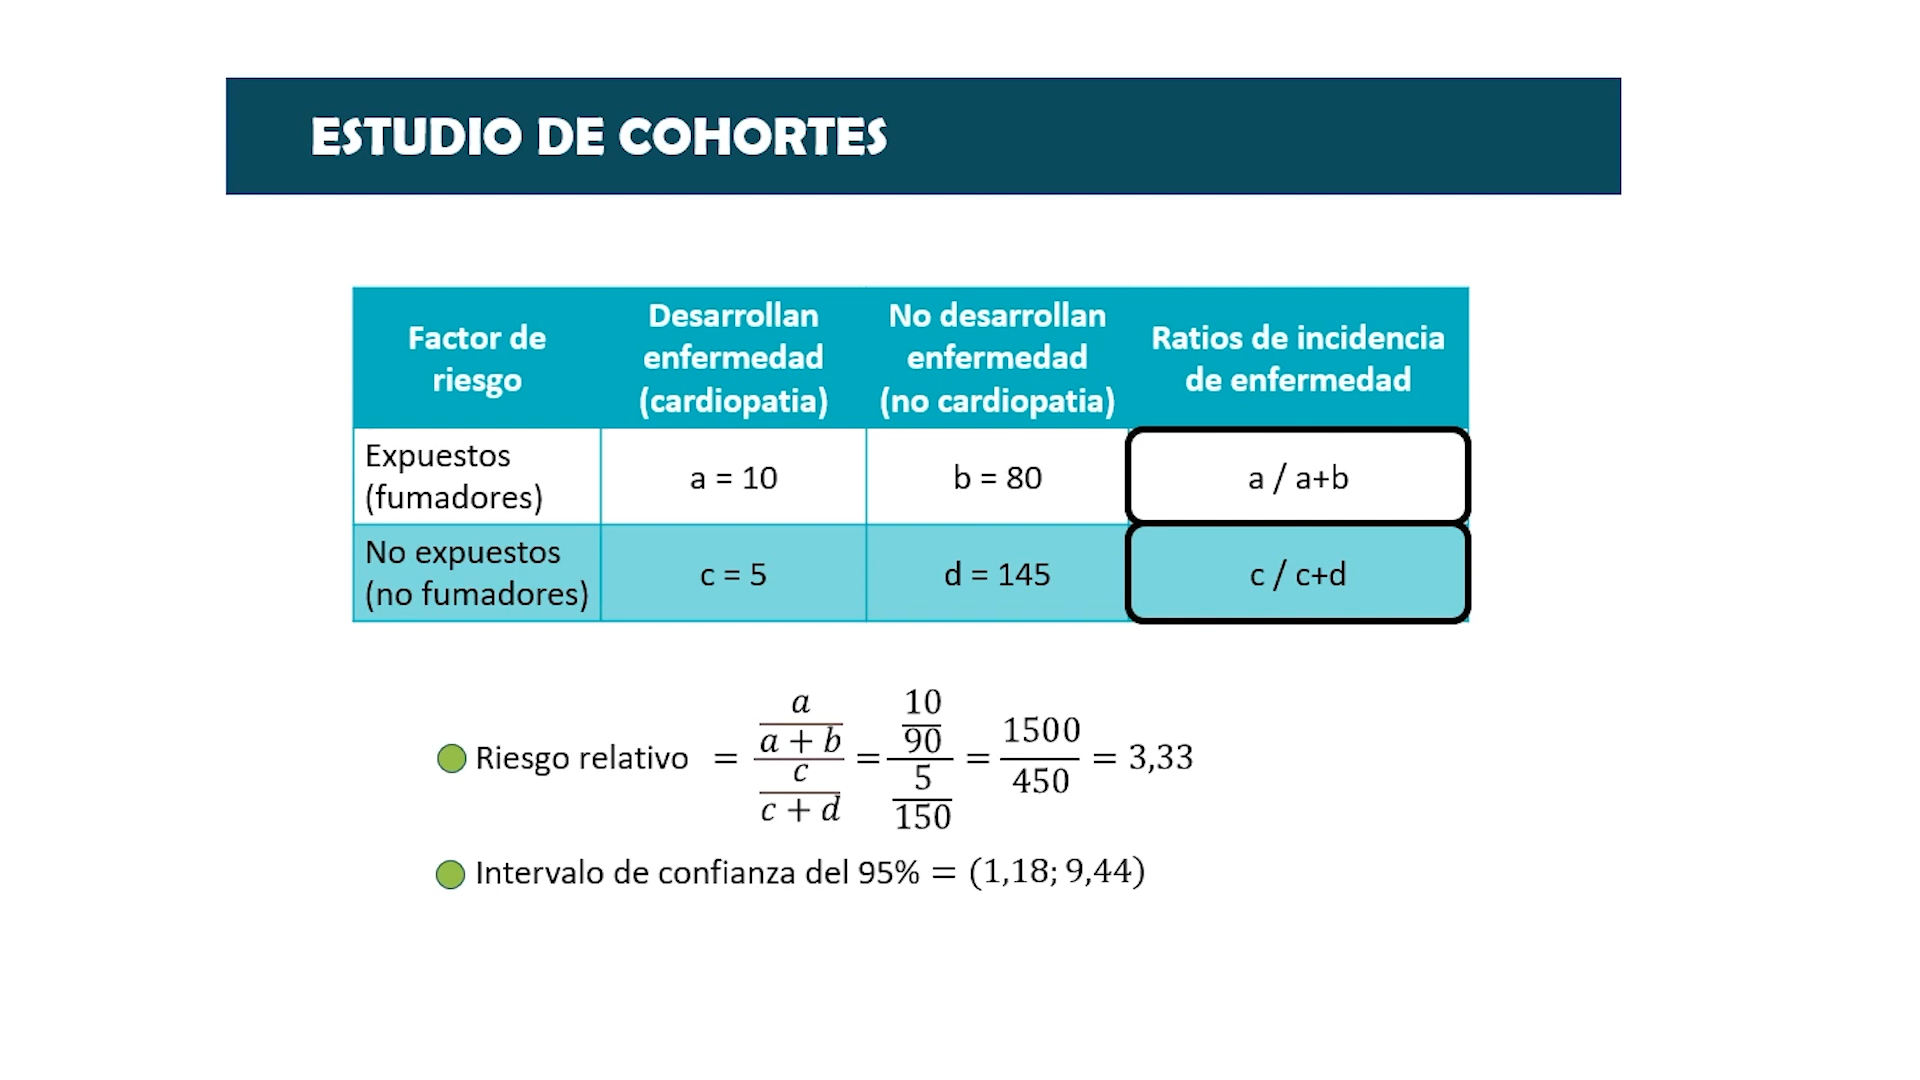 ESTUDIO DE COHORTES
Factor de
riesgo
Desarrollan
enfermedad
(cardiopatia)
No desarrollan
enfermedad
(no cardiopatia)
Ratios de incidencia
de enfermedad
Expuestos
(fumadores)
a = 10
b = 80
a / a+b
No expuestos
(no fumadores)
c = 5
d = 145
c / c+d
Riesgo relativo = (a / (a + b)) / (c / (c + d)) = (10 / 90) / (5 / 150) = 1500 / 450 = 3,33
Intervalo de confianza del 95% = (1,18; 9,44)